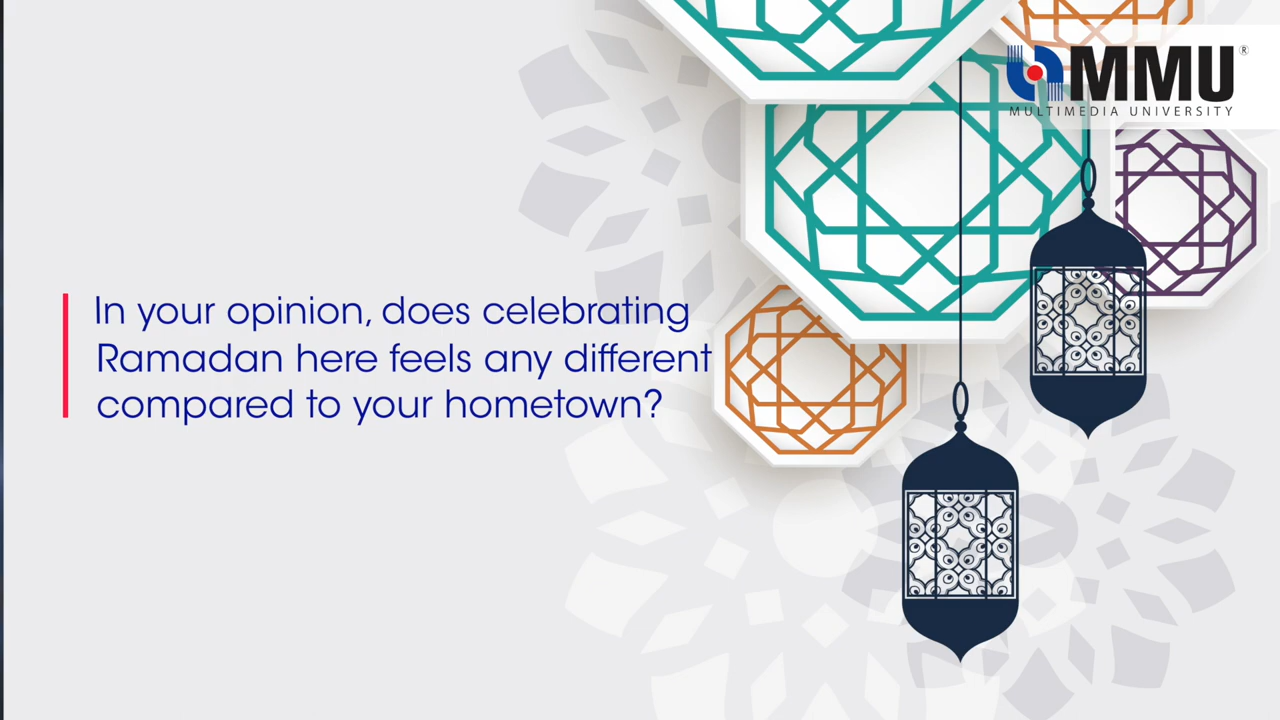 MMU®
MULTIMEDIA UNIVERSITY
In your opinion, does celebrating
Ramadan here feels any different
compared to your hometown?